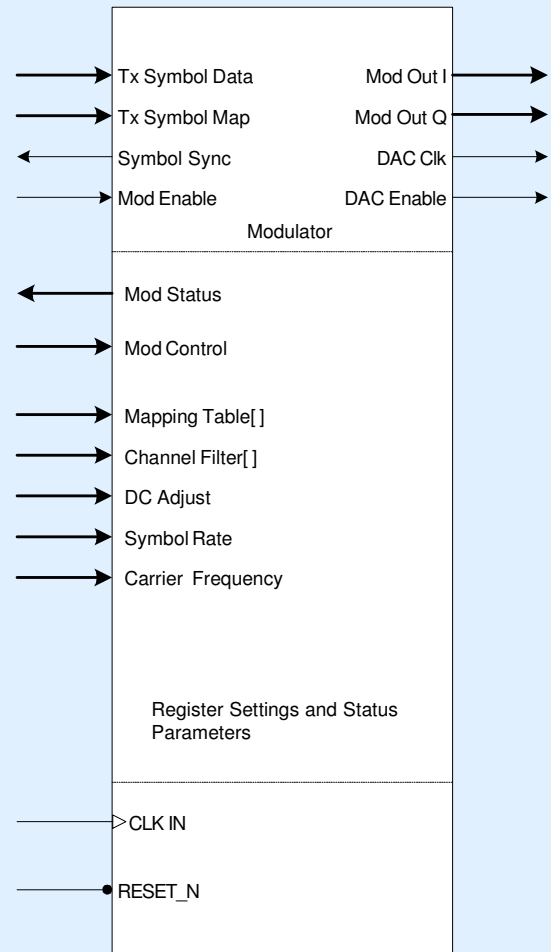 Tx Symbol Data
Mod Out I
Tx Symbol Map
Mod Out Q
Symbol Sync
DAC Clk
Mod Enable
DAC Enable
Modulator
Mod Status
Mod Control
Mapping Table[ ]
Channel Filter[ ]
DC Adjust
Symbol Rate
Carrier Frequency
Register Settings and Status
Parameters
CLK IN
RESET_N